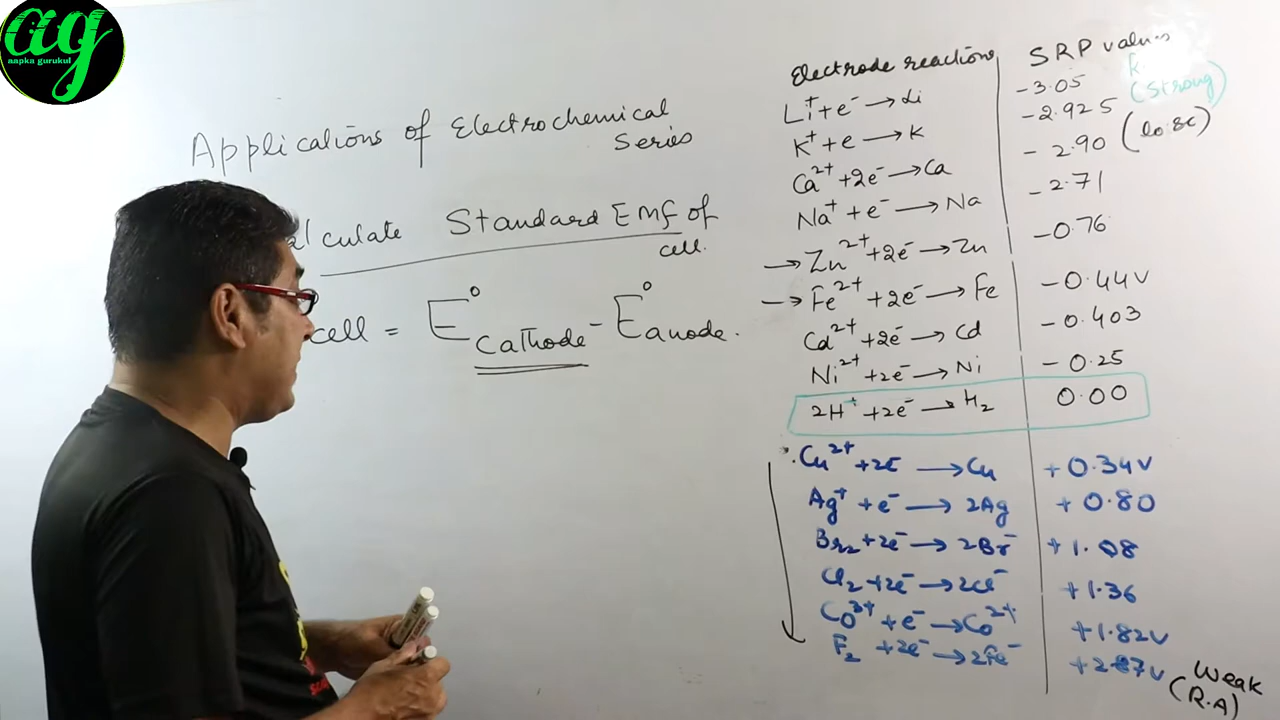 ag
aapka gurukul
Applications of Electrochemical
Series
alculate Standard EMF of
cell.
cell = E° cathode - E° anode.
Electrode reactions SRP values
Li⁺ + e⁻ → Li -3.05 (Strong)
K⁺ + e → K -2.925
Ca²⁺ + 2e⁻ → Ca -2.90
Na⁺ + e⁻ → Na -2.71
→ Zn²⁺ + 2e⁻ → Zn -0.76
→ Fe²⁺ + 2e⁻ → Fe -0.44V
Cd²⁺ + 2e⁻ → Cd -0.403
Ni²⁺ + 2e⁻ → Ni -0.25
2H⁺ + 2e⁻ → H₂ 0.00
Cu²⁺ + 2e⁻ → Cu +0.34V
Ag⁺ + e⁻ → 2Ag +0.80
Br₂ + 2e⁻ → 2Br⁻ +1.08
Cl₂ + 2e⁻ → 2Cl⁻ +1.36
CO³⁺ + e⁻ → Co²⁺ +1.82V
F₂ + 2e⁻ → 2Fe⁻ +2.87V
Weak
(R.A)